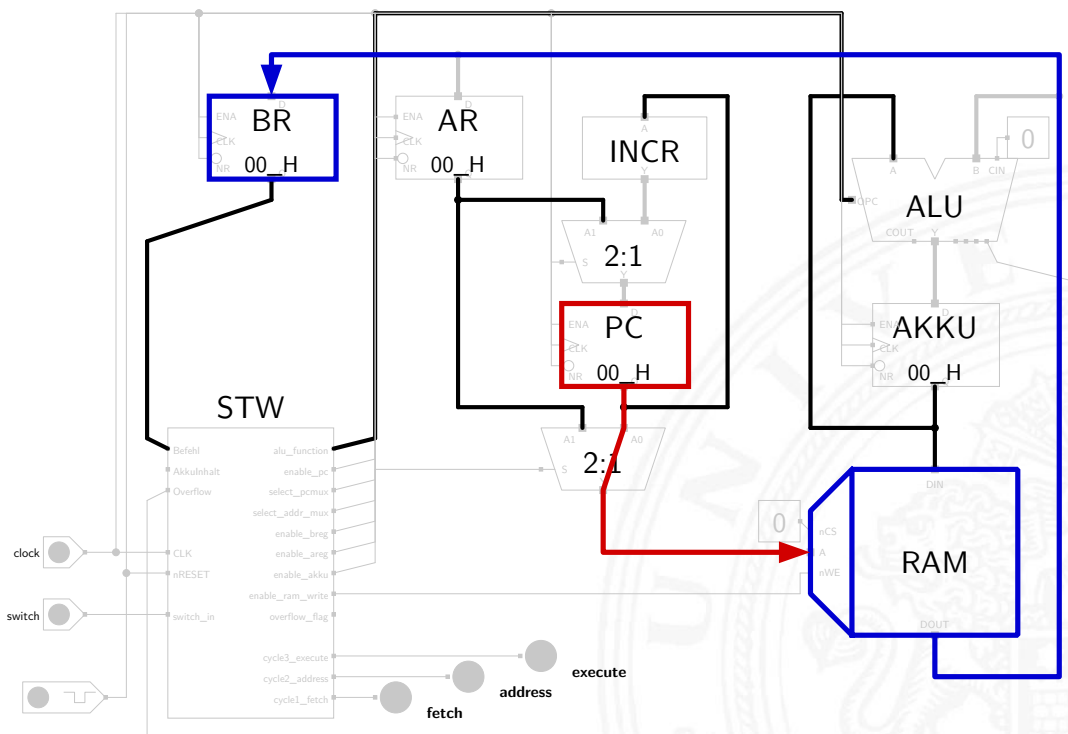 BR
D
ENA
CLK
NR
00_H
AR
ENA
CLK
NR
00_H
A
INCR
Y
A1
A0
2:1
S
Y
D
PC
ENA
CLK
NR
00_H
A1
A0
2:1
S
A
B
CIN
0
OPC
ALU
COUT
Y
D
AKKU
ENA
CLK
NR
00_H
STW
Befehl
AkkuInhalt
Overflow
CLK
nRESET
switch_in
alu_function
enable_pc
select_pcmux
select_addr_mux
enable_breg
enable_areg
enable_akku
enable_ram_write
overflow_flag
cycle3_execute
cycle2_address
cycle1_fetch
clock
switch
execute
address
fetch
0
nCS
A
nWE
DIN
RAM
DOUT
UNIVE